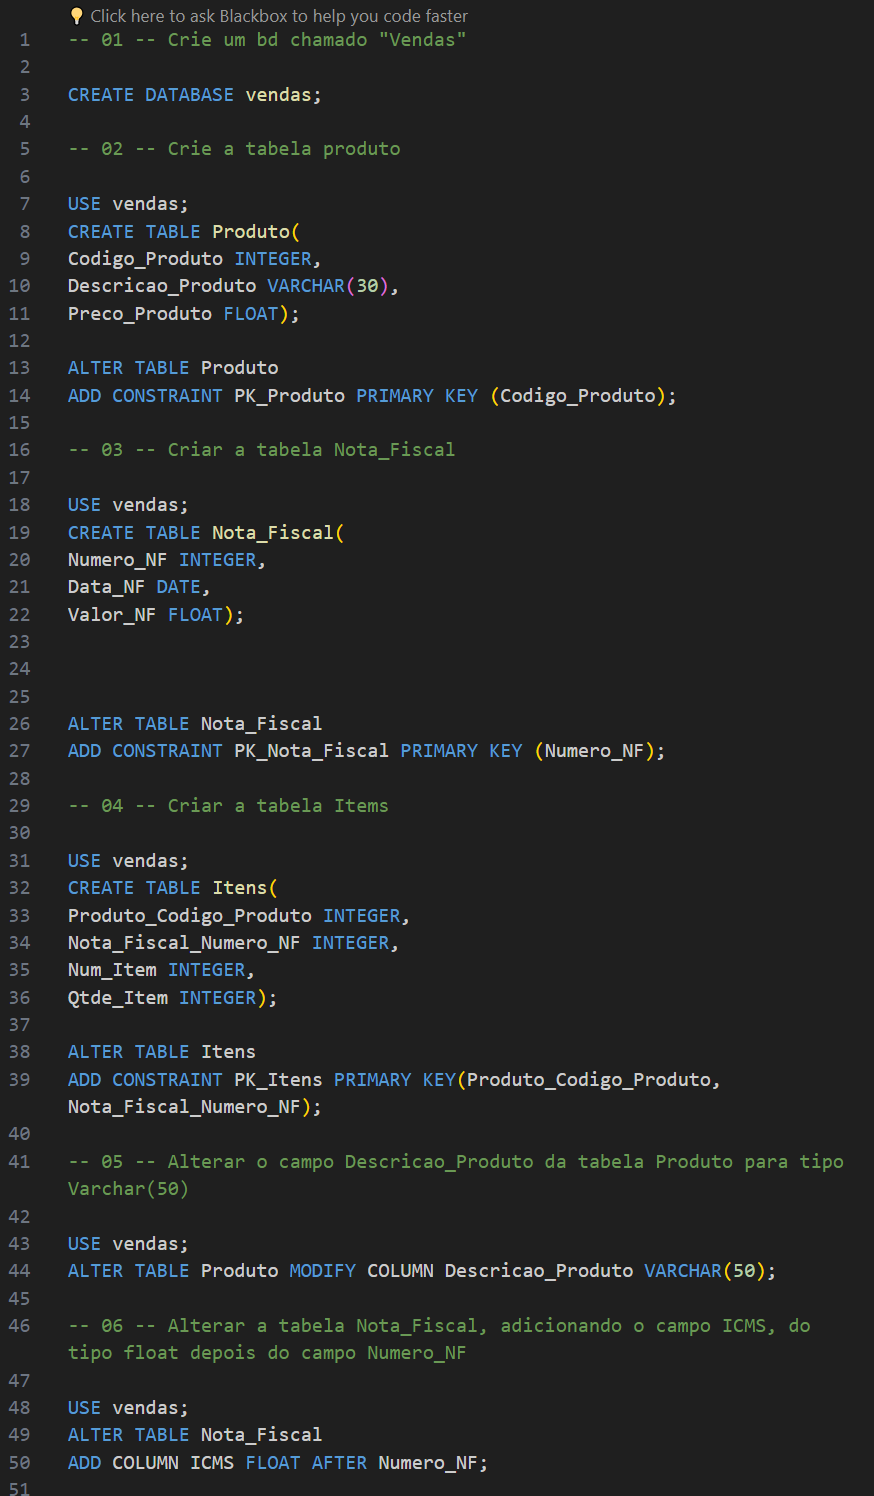 Click here to ask Blackbox to help you code faster
1 -- 01 -- Crie um bd chamado "Vendas"
2
3 CREATE DATABASE vendas;
4
5 -- 02 -- Crie a tabela produto
6
7 USE vendas;
8 CREATE TABLE Produto(
9 Codigo_Produto INTEGER,
10 Descricao_Produto VARCHAR(30),
11 Preco_Produto FLOAT);
12
13 ALTER TABLE Produto
14 ADD CONSTRAINT PK_Produto PRIMARY KEY (Codigo_Produto);
15
16 -- 03 -- Criar a tabela Nota_Fiscal
17
18 USE vendas;
19 CREATE TABLE Nota_Fiscal(
20 Numero_NF INTEGER,
21 Data_NF DATE,
22 Valor_NF FLOAT);
23
24
25
26 ALTER TABLE Nota_Fiscal
27 ADD CONSTRAINT PK_Nota_Fiscal PRIMARY KEY (Numero_NF);
28
29 -- 04 -- Criar a tabela Items
30
31 USE vendas;
32 CREATE TABLE Itens(
33 Produto_Codigo_Produto INTEGER,
34 Nota_Fiscal_Numero_NF INTEGER,
35 Num_Item INTEGER,
36 Qtde_Item INTEGER);
37
38 ALTER TABLE Itens
39 ADD CONSTRAINT PK_Itens PRIMARY KEY(Produto_Codigo_Produto,
Nota_Fiscal_Numero_NF);
40
41 -- 05 -- Alterar o campo Descricao_Produto da tabela Produto para tipo
Varchar(50)
42
43 USE vendas;
44 ALTER TABLE Produto MODIFY COLUMN Descricao_Produto VARCHAR(50);
45
46 -- 06 -- Alterar a tabela Nota_Fiscal, adicionando o campo ICMS, do
tipo float depois do campo Numero_NF
47
48 USE vendas;
49 ALTER TABLE Nota_Fiscal
50 ADD COLUMN ICMS FLOAT AFTER Numero_NF;
51